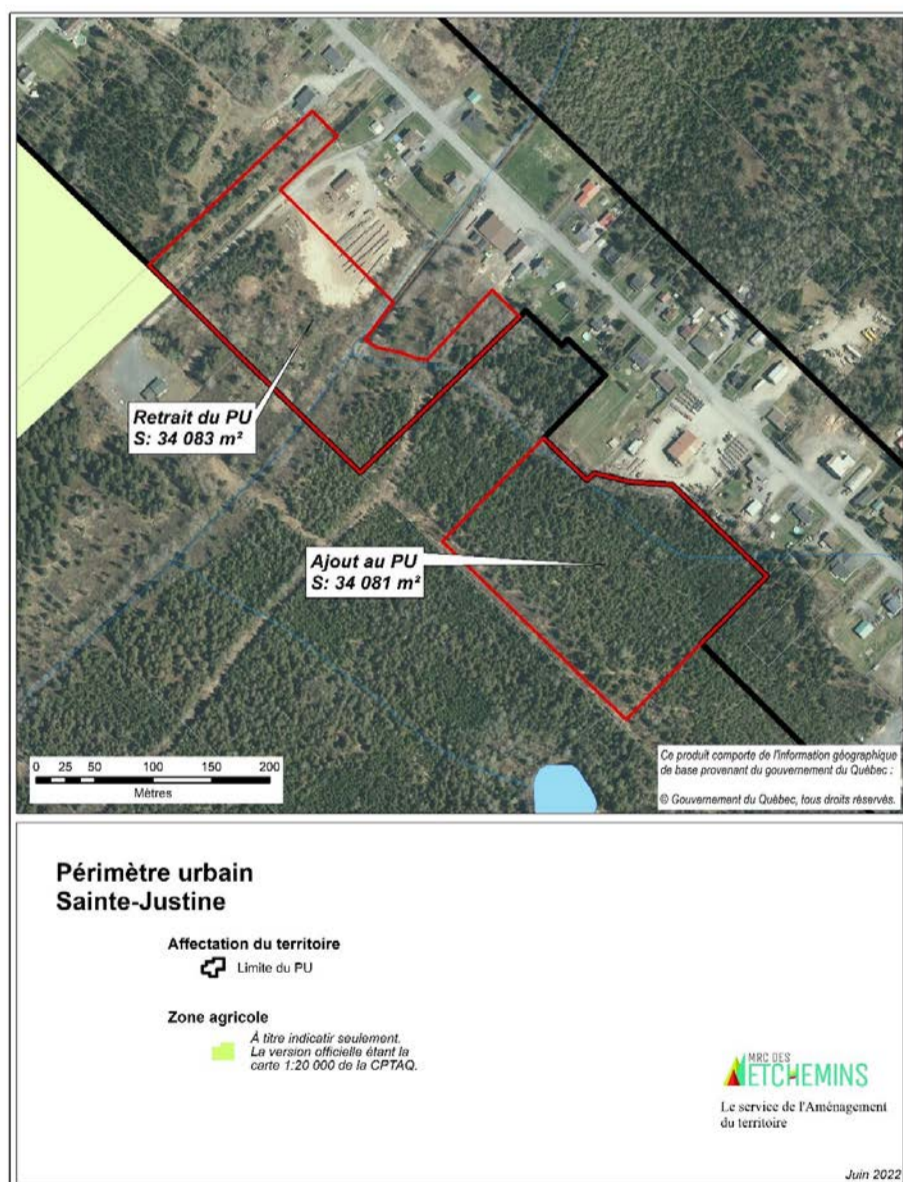 Retrait du PU
S: 34 083 m²
Ajout au PU
S: 34 081 m²
0 25 50 100 150 200
Mètres
Ce produit comporte de l'information géographique
de base provenant du gouvernement du Québec :
© Gouvernement du Québec, tous droits réservés.
Périmètre urbain
Sainte-Justine
Affectation du territoire
Limite du PU
Zone agricole
À titre indicatir seulement.
La version officielle étant la
carte 1:20 000 de la CPTAQ.
MRC DES
ETCHEMINS
Le service de l'Aménagement
du territoire
Juin 2022